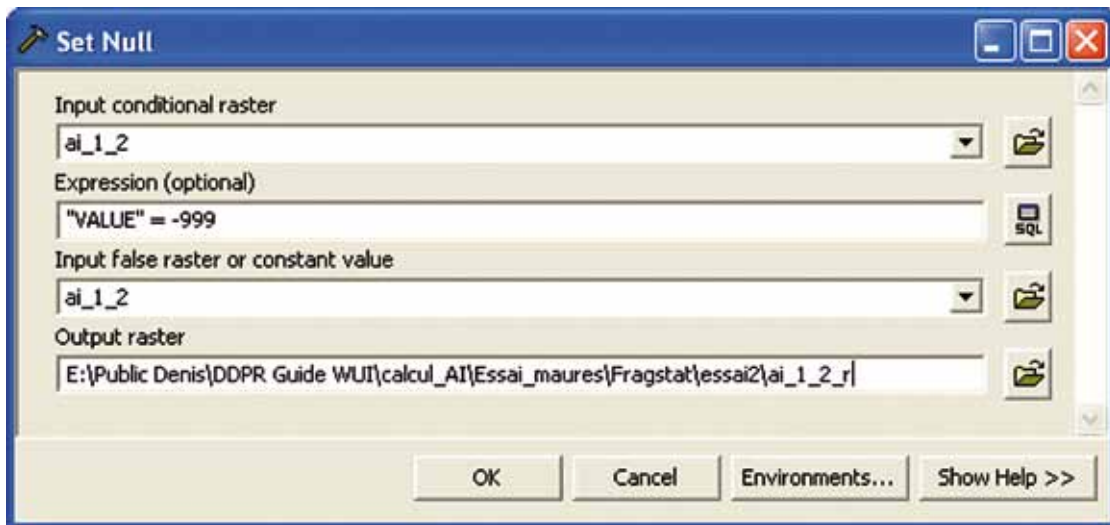 Set Null
Input conditional raster
ai_1_2
Expression (optional)
"VALUE" = -999
SQL
Input false raster or constant value
ai_1_2
Output raster
E:\Public Denis\DDPR Guide WUI\calcul_AI\Essai_maures\Fragstat\essai2\ai_1_2_r
OK Cancel Environments... Show Help >>